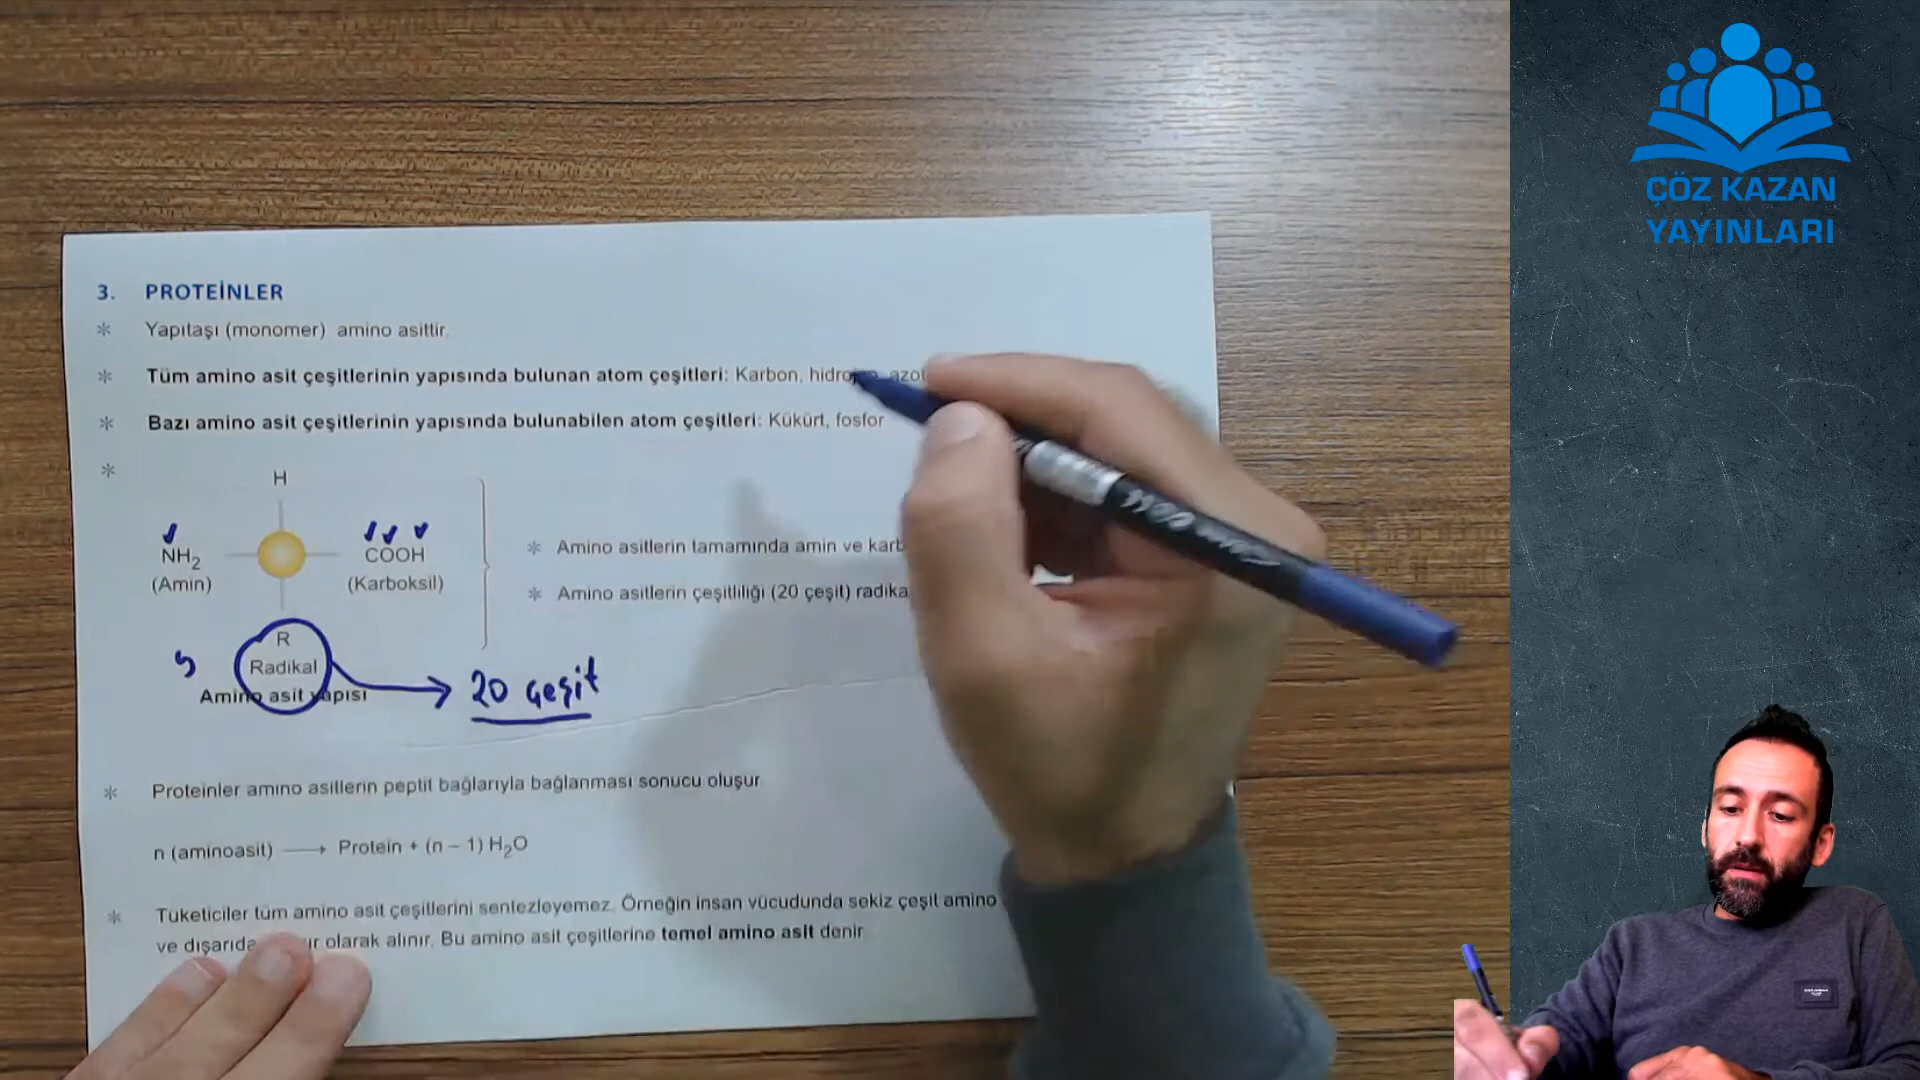 3. PROTEİNLER
* Yapıtaşı (monomer) amino asittir.
* Tüm amino asit çeşitlerinin yapısında bulunan atom çeşitleri: Karbon,
* Bazı amino asit çeşitlerinin yapısında bulunabilen atom çeşitleri: Kükürt, fosfor
*
H
NH2
COOH
(Amin)
(Karboksil)
R
Radikal
Amino asit yapısı
20 çeşit
* Amino asitlerin tamamında amin ve
* Amino asitlerin çeşitliliği (20 çeşit)
* Proteinler amino asitlerin peptit bağlarıyla bağlanması sonucu oluşur
n (aminoasit) → Protein + (n – 1) H2O
* Tüketiciler tüm amino asit çeşitlerini sentezleyemez. Örneğin insan vücudunda sekiz çeşit amino
ve olarak alınır. Bu amino asit çeşitlerine temel amino asit denir
ÇÖZ KAZAN
YAYINLARI